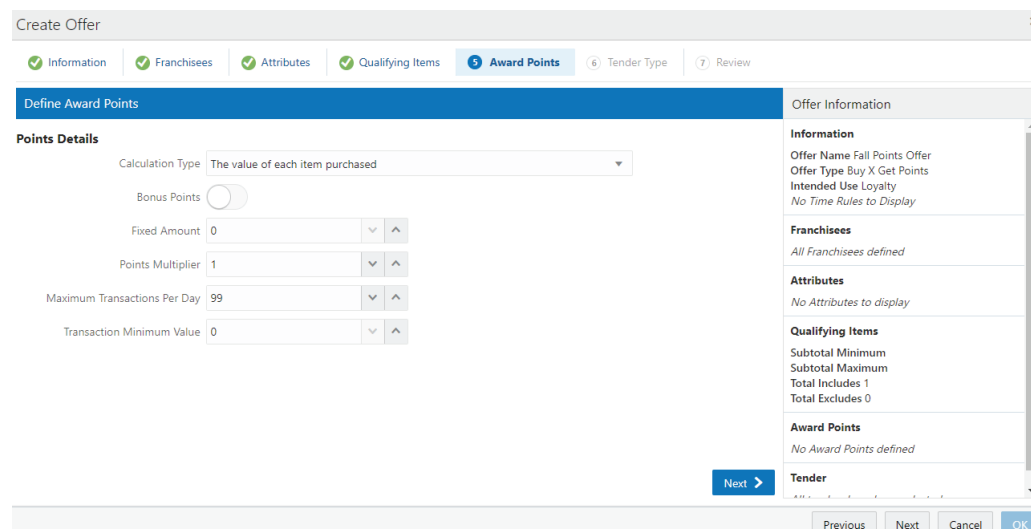 Create Offer
Information
Franchisees
Attributes
Qualifying Items
5 Award Points
6 Tender Type
7 Review
Define Award Points
Points Details
Calculation Type The value of each item purchased
Bonus Points
Fixed Amount 0
Points Multiplier 1
Maximum Transactions Per Day 99
Transaction Minimum Value 0
Next
Offer Information
Information
Offer Name Fall Points Offer
Offer Type Buy X Get Points
Intended Use Loyalty
No Time Rules to Display
Franchisees
All Franchisees defined
Attributes
No Attributes to display
Qualifying Items
Subtotal Minimum
Subtotal Maximum
Total Includes 1
Total Excludes 0
Award Points
No Award Points defined
Tender
Previous
Next
Cancel
OK